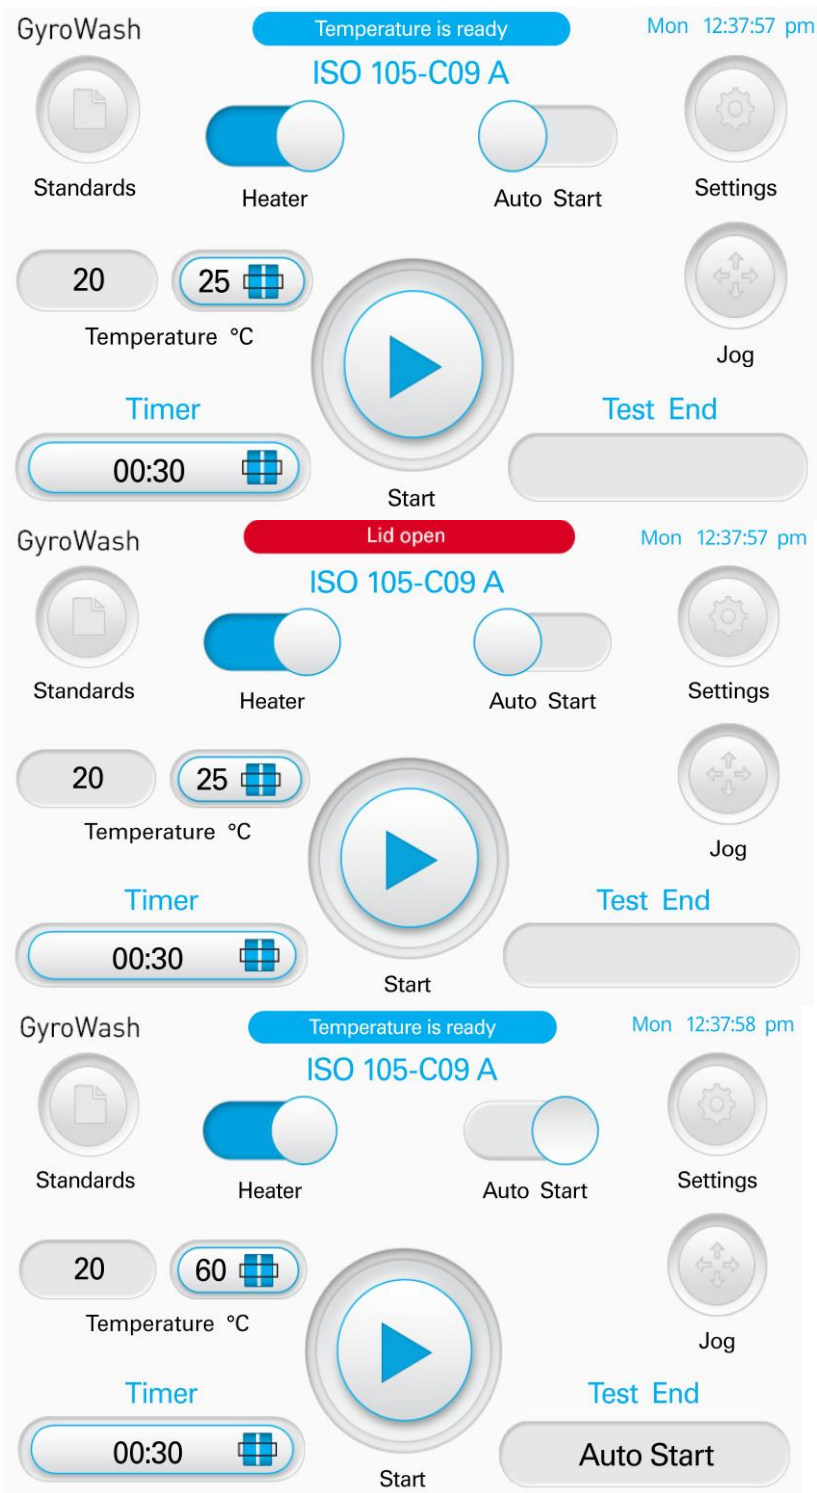 GyroWash
Temperature is ready
Mon 12:37:57 pm
ISO 105-C09 A
Standards
Heater
Auto Start
Settings
20
25
Temperature °C
Jog
Timer
Test End
00:30
Start
GyroWash
Lid open
Mon 12:37:57 pm
ISO 105-C09 A
Standards
Heater
Auto Start
Settings
20
25
Temperature °C
Jog
Timer
Test End
00:30
Start
GyroWash
Temperature is ready
Mon 12:37:58 pm
ISO 105-C09 A
Standards
Heater
Auto Start
Settings
20
60
Temperature °C
Jog
Timer
Test End
00:30
Auto Start
Start